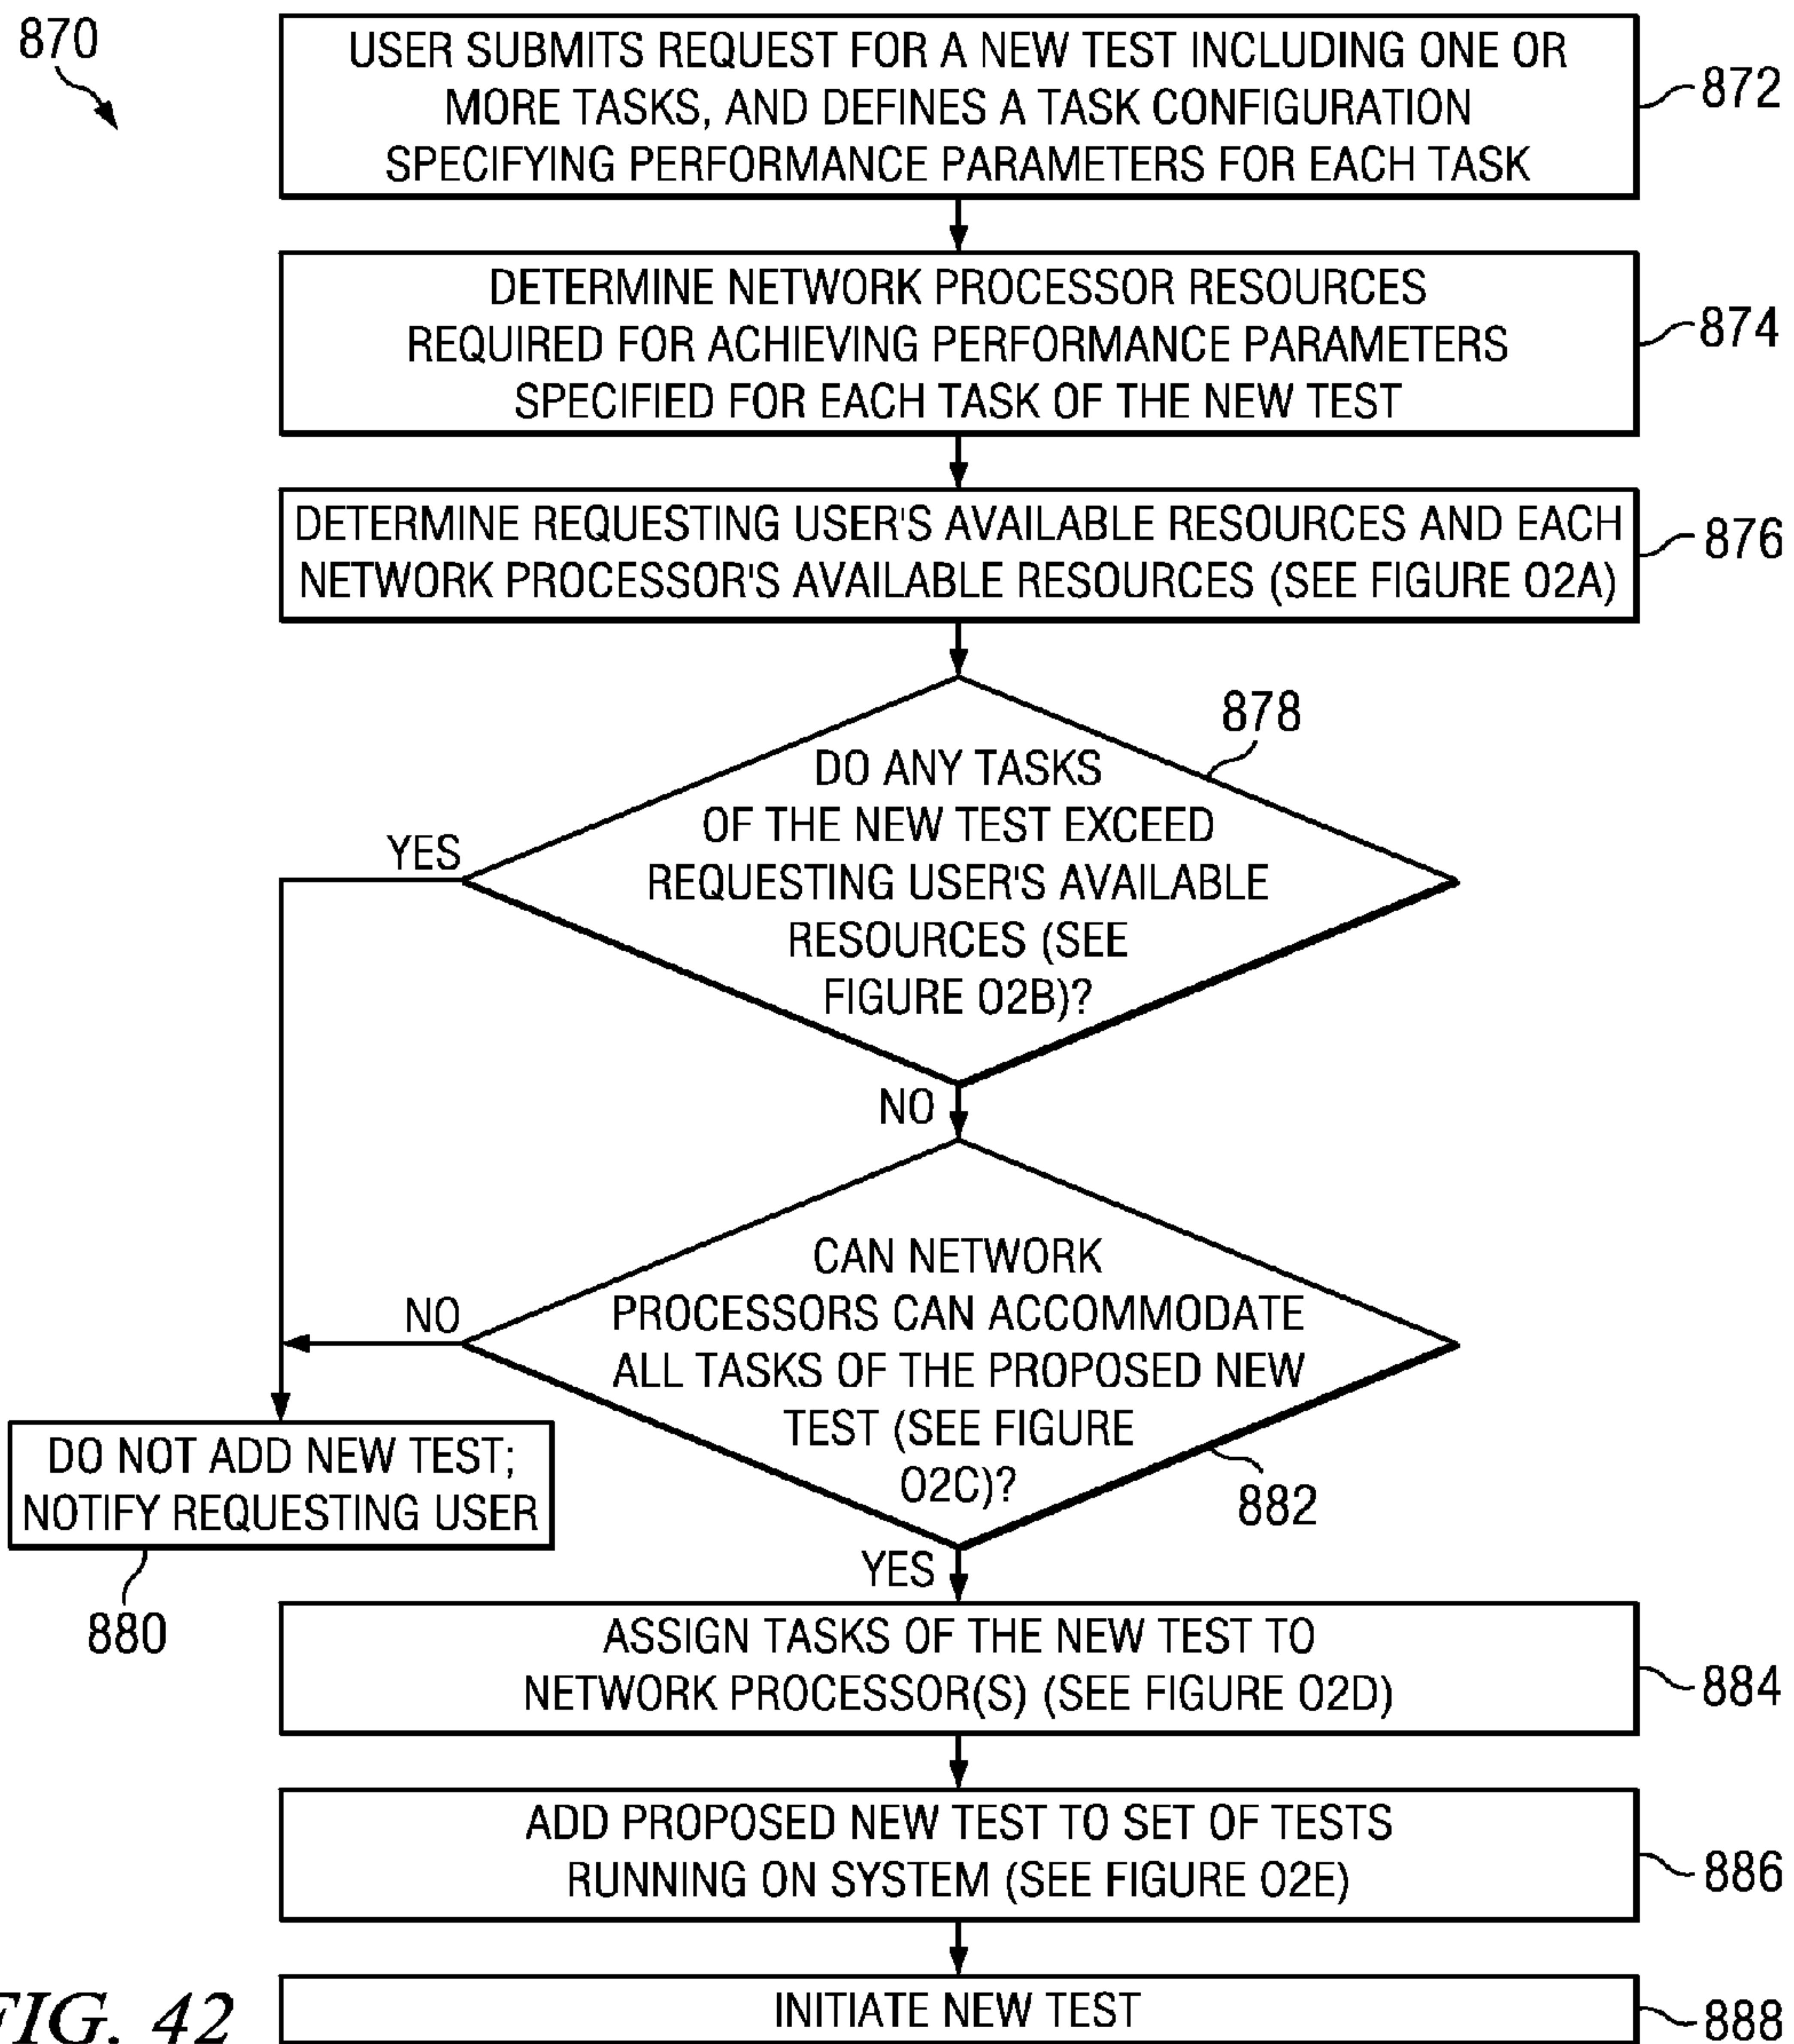 870
USER SUBMITS REQUEST FOR A NEW TEST INCLUDING ONE OR
MORE TASKS, AND DEFINES A TASK CONFIGURATION
SPECIFYING PERFORMANCE PARAMETERS FOR EACH TASK
872
DETERMINE NETWORK PROCESSOR RESOURCES
REQUIRED FOR ACHIEVING PERFORMANCE PARAMETERS
SPECIFIED FOR EACH TASK OF THE NEW TEST
874
DETERMINE REQUESTING USER'S AVAILABLE RESOURCES AND EACH
NETWORK PROCESSOR'S AVAILABLE RESOURCES (SEE FIGURE O2A)
876
878
DO ANY TASKS
OF THE NEW TEST EXCEED
REQUESTING USER'S AVAILABLE
RESOURCES (SEE
FIGURE O2B)?
YES
NO
CAN NETWORK
PROCESSORS CAN ACCOMMODATE
ALL TASKS OF THE PROPOSED NEW
TEST (SEE FIGURE
O2C)?
NO
882
YES
DO NOT ADD NEW TEST;
NOTIFY REQUESTING USER
880
ASSIGN TASKS OF THE NEW TEST TO
NETWORK PROCESSOR(S) (SEE FIGURE O2D)
884
ADD PROPOSED NEW TEST TO SET OF TESTS
RUNNING ON SYSTEM (SEE FIGURE O2E)
886
INITIATE NEW TEST
888
FIG. 42